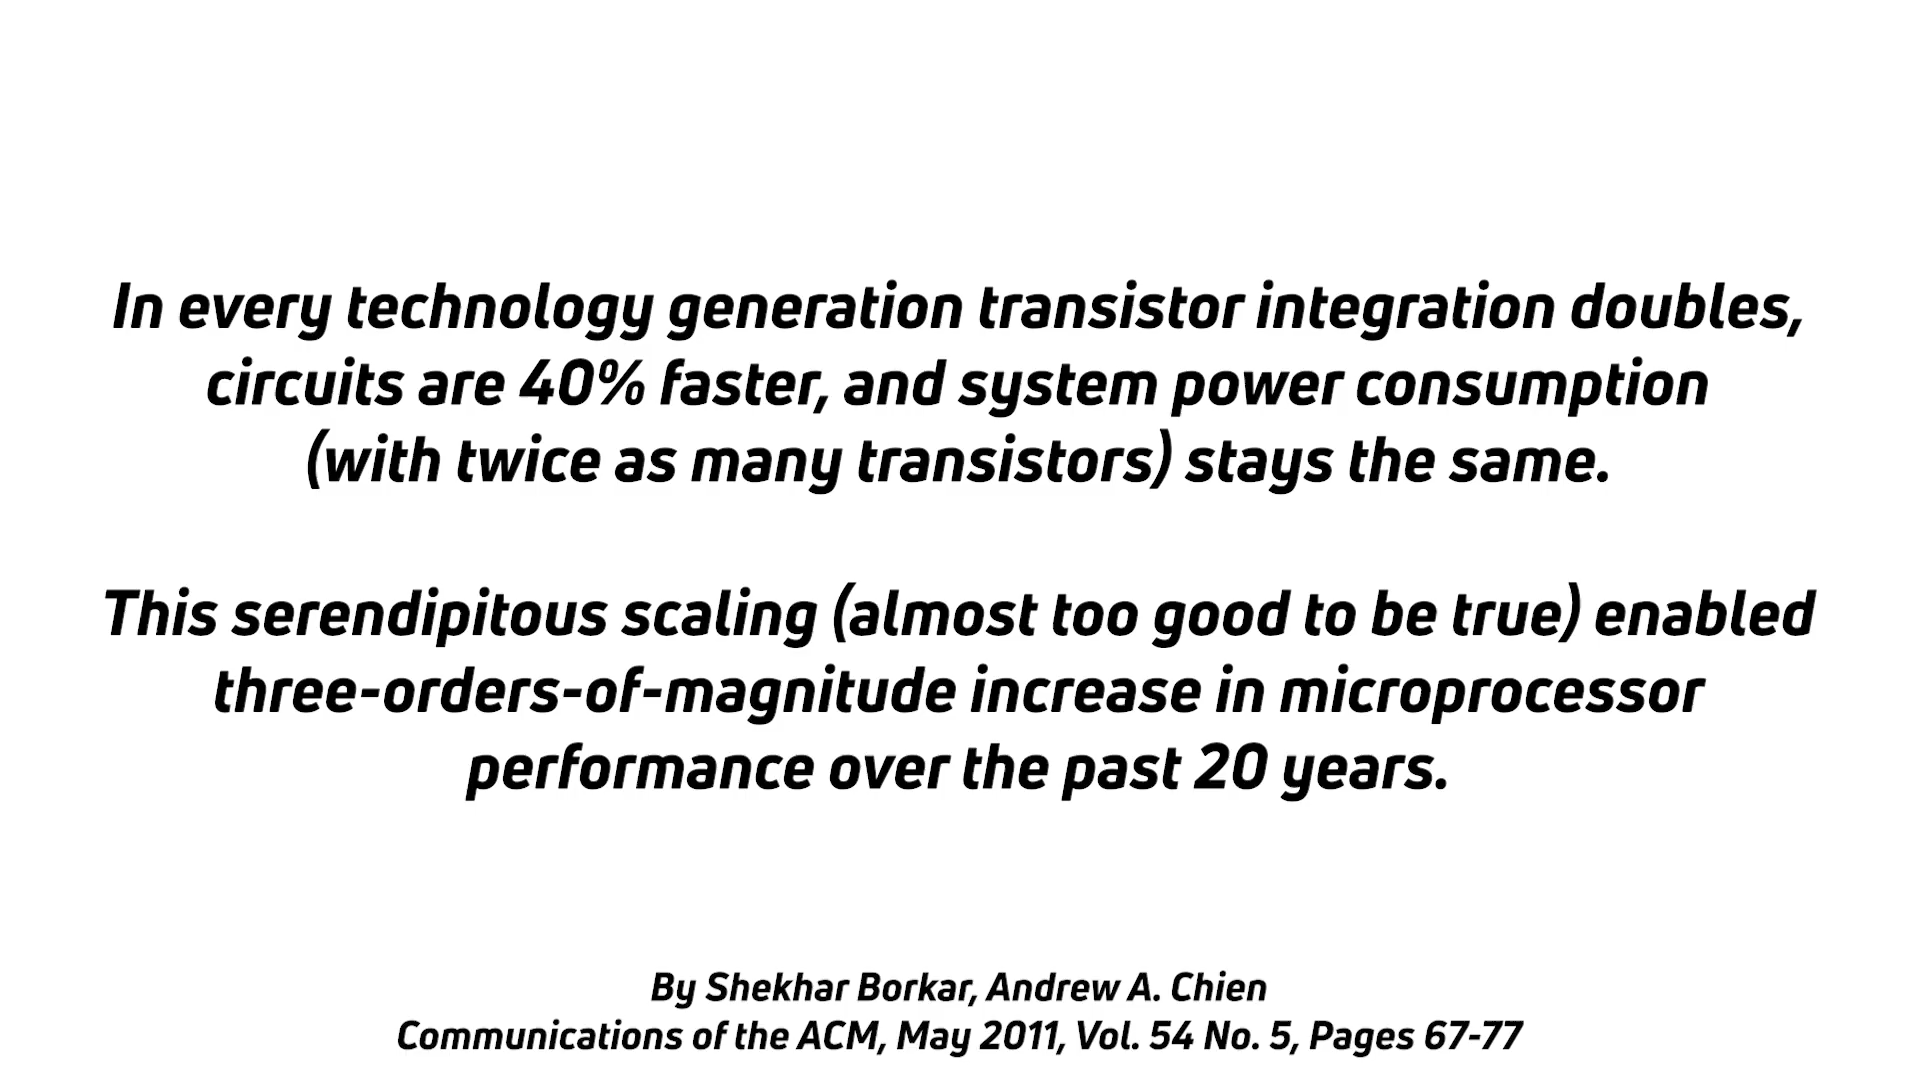 In every technology generation transistor integration doubles,
circuits are 40% faster, and system power consumption
(with twice as many transistors) stays the same.
This serendipitous scaling (almost too good to be true) enabled
three-orders-of-magnitude increase in microprocessor
performance over the past 20 years.
By Shekhar Borkar, Andrew A. Chien
Communications of the ACM, May 2011, Vol. 54 No. 5, Pages 67-77